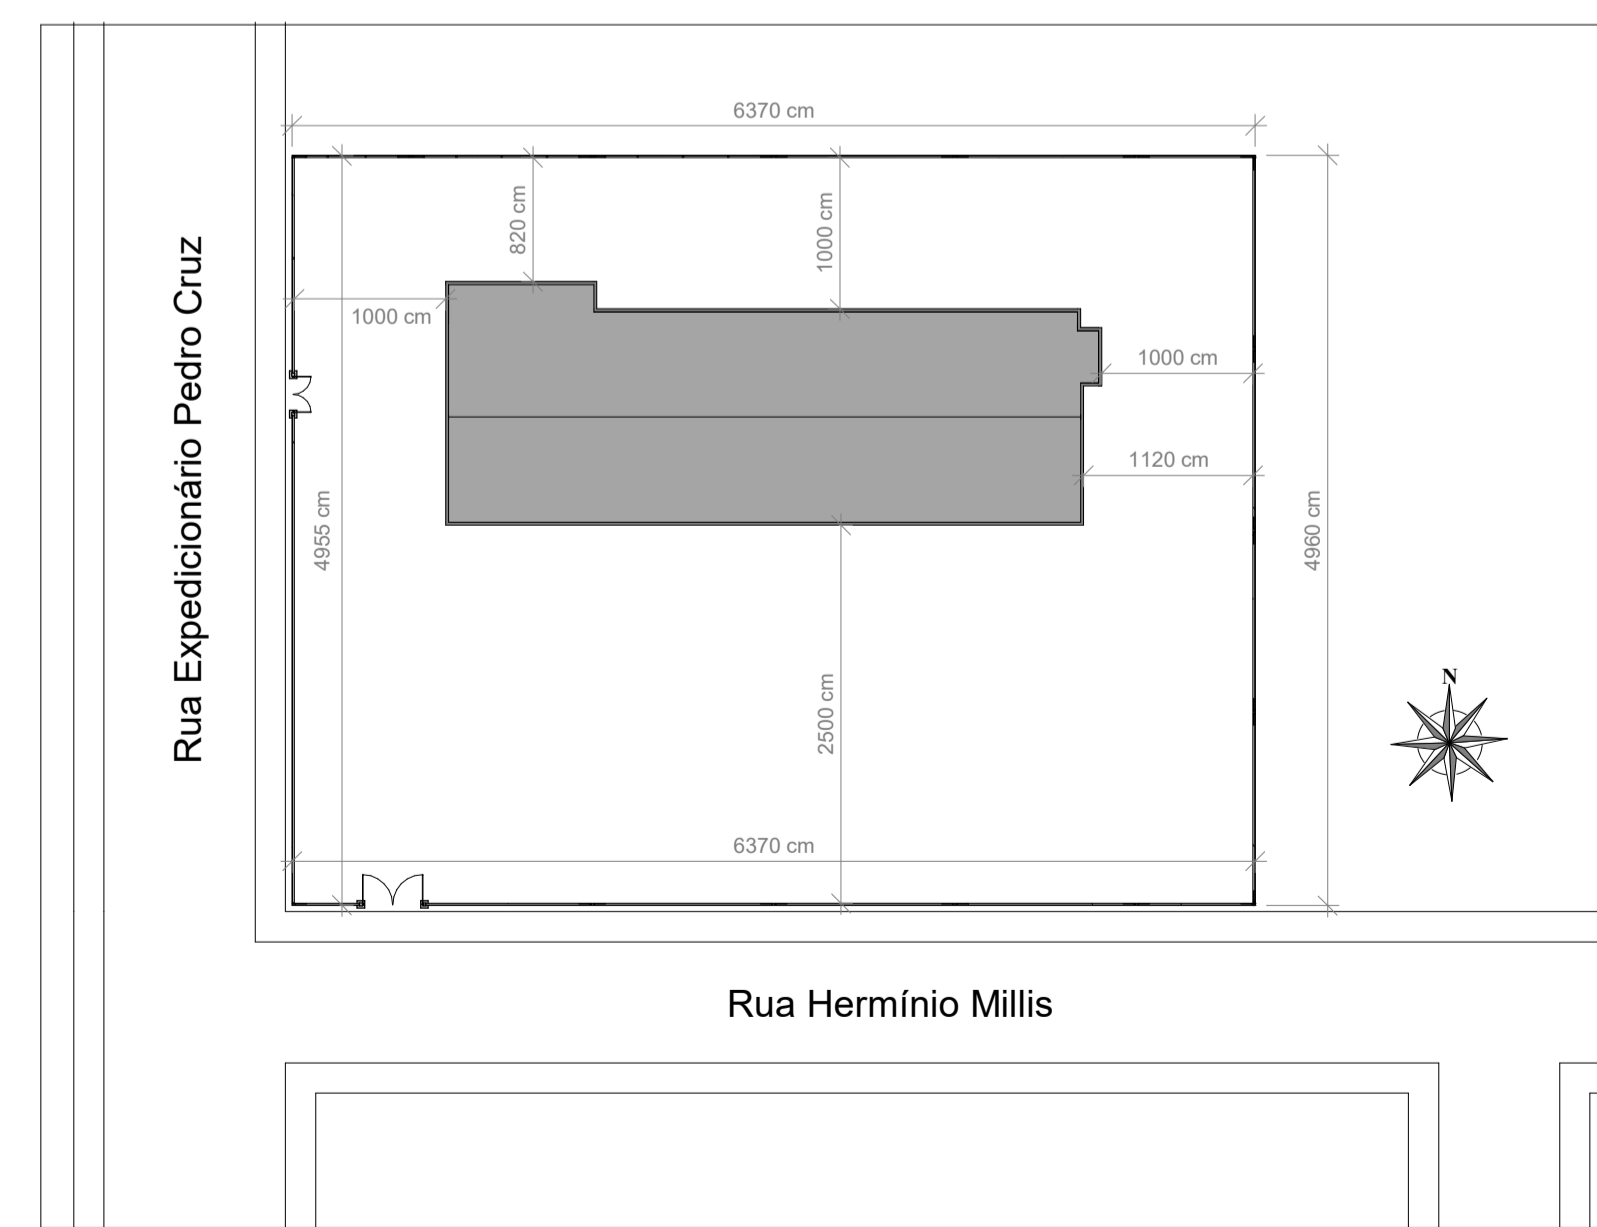 6370 cm
820 cm
1000 cm
1000 cm
1000 cm
1120 cm
Rua Expedicionário Pedro Cruz
4955 cm
4960 cm
2500 cm
N
6370 cm
Rua Hermínio Millis